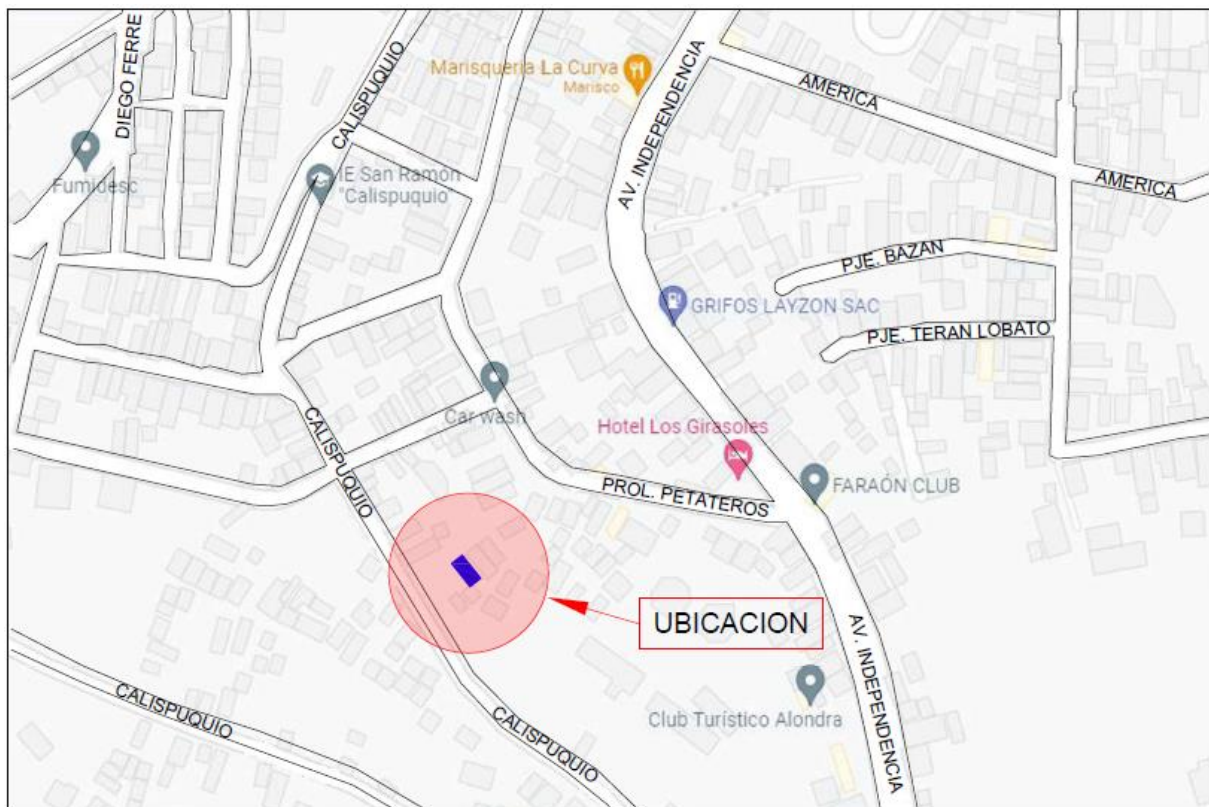 DIEGO FERRE
CALISPUQUIO
Marisqueria La Curva
Marisco
AV. INDEPENDENCIA
AMERICA
AMERICA
Fumidesc
IE San Ramón
"Calispuquio"
PJE. BAZAN
GRIFOS LAYZON SAC
PJE. TERAN LOBATO
Car wash
CALISPUQUIO
Hotel Los Girasoles
FARAÓN CLUB
PROL. PETATEROS
UBICACION
AV. INDEPENDENCIA
CALISPUQUIO
CALISPUQUIO
Club Turístico Alondra